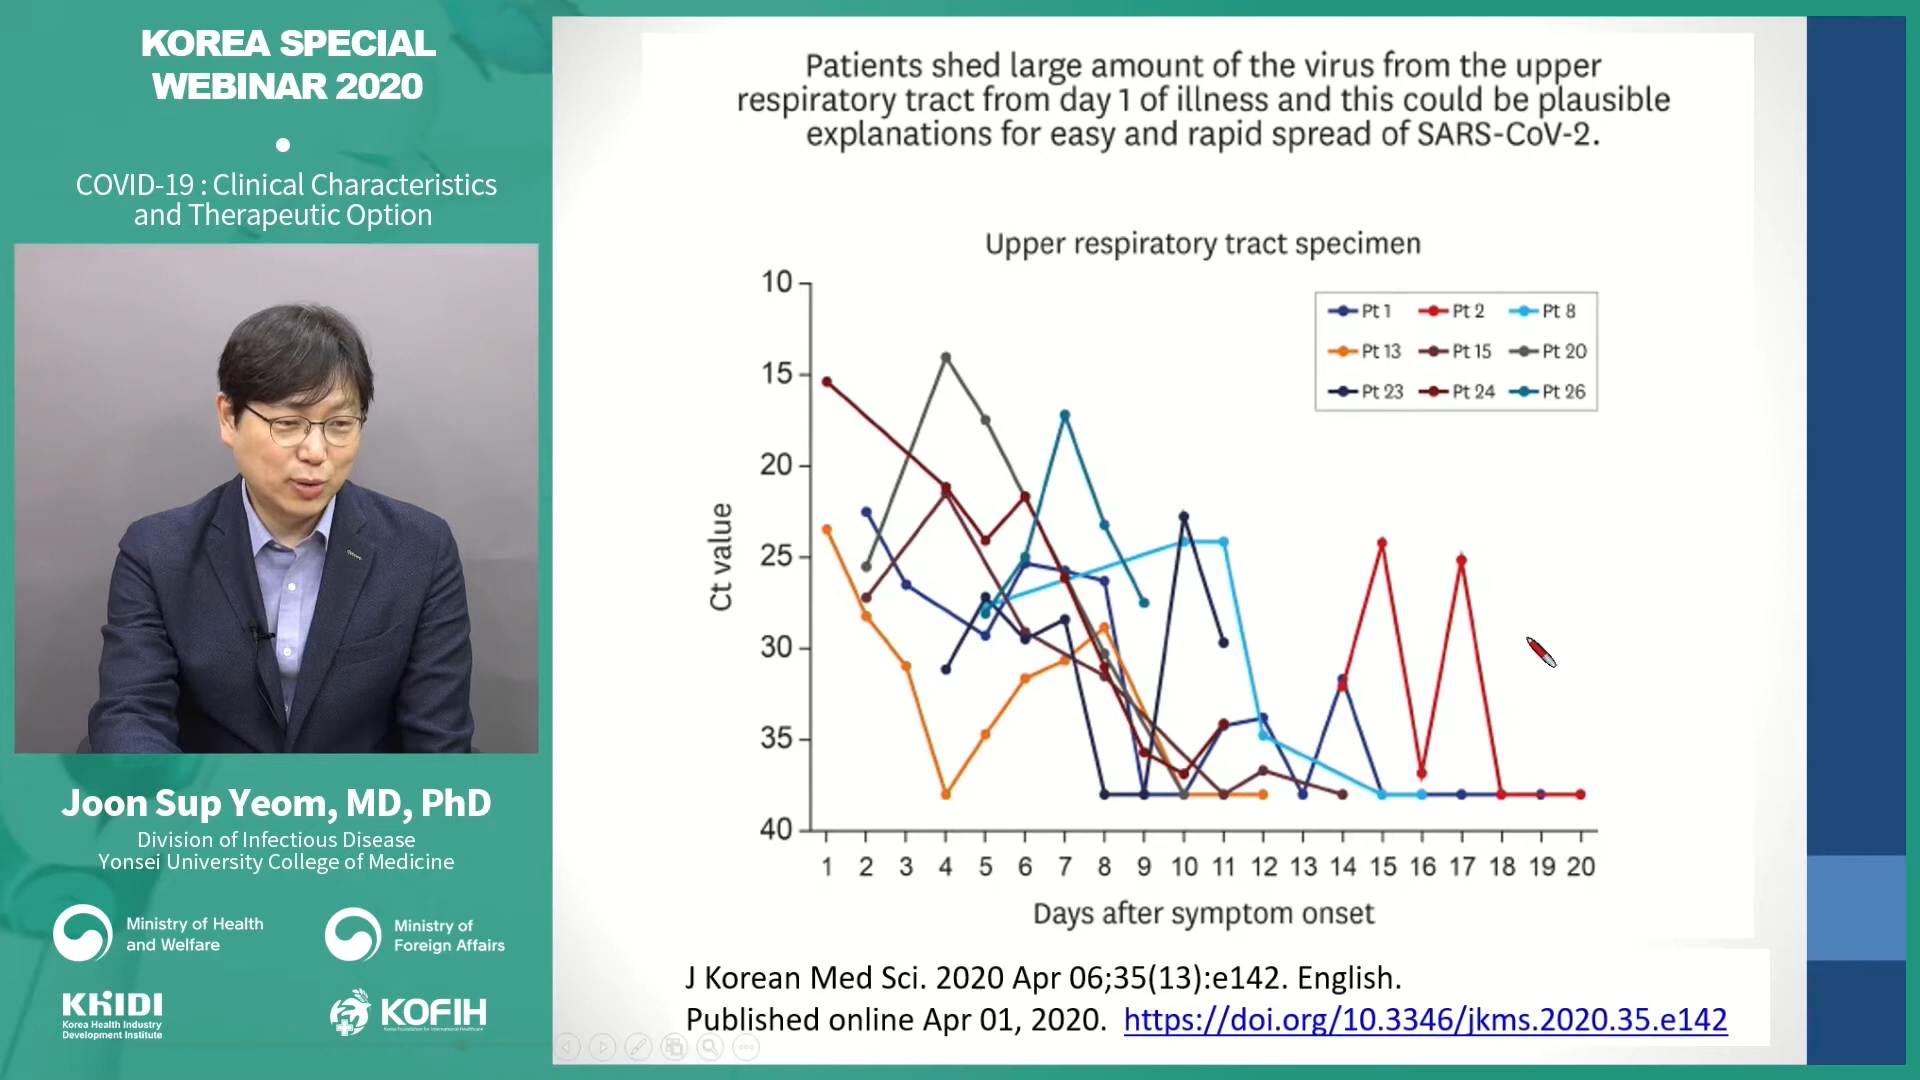 KOREA SPECIAL
WEBINAR 2020
COVID-19 : Clinical Characteristics
and Therapeutic Option
Joon Sup Yeom, MD, PhD
Division of Infectious Disease
Yonsei University College of Medicine
Ministry of Health
and Welfare
Ministry of
Foreign Affairs
KHIDI
Korea Health Industry
Development Institute
KOFIH
Korea Foundation for International Healthcare
Patients shed large amount of the virus from the upper
respiratory tract from day 1 of illness and this could be plausible
explanations for easy and rapid spread of SARS-CoV-2.
Upper respiratory tract specimen
Pt 1 Pt 2 Pt 8
Pt 13 Pt 15 Pt 20
Pt 23 Pt 24 Pt 26
Ct value
10
15
20
25
30
35
40
1 2 3 4 5 6 7 8 9 10 11 12 13 14 15 16 17 18 19 20
Days after symptom onset
J Korean Med Sci. 2020 Apr 06;35(13):e142. English.
Published online Apr 01, 2020. https://doi.org/10.3346/jkms.2020.35.e142